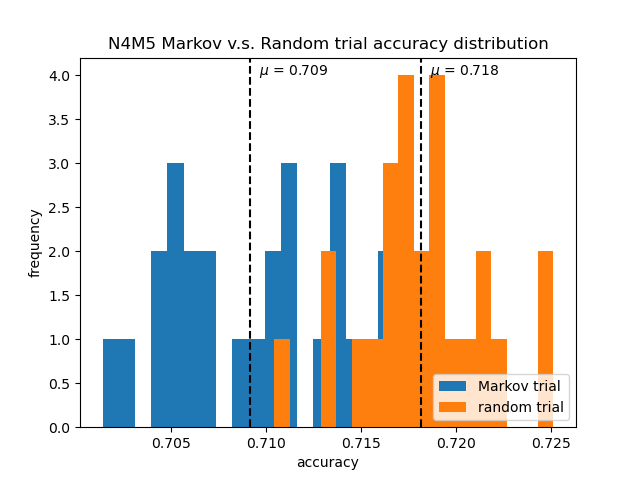 N4M5 Markov v.s. Random trial accuracy distribution
μ = 0.709
μ = 0.718
4.0
3.5
3.0
2.5
2.0
1.5
1.0
0.5
0.0
frequency
Markov trial
random trial
0.705
0.710
0.715
0.720
0.725
accuracy